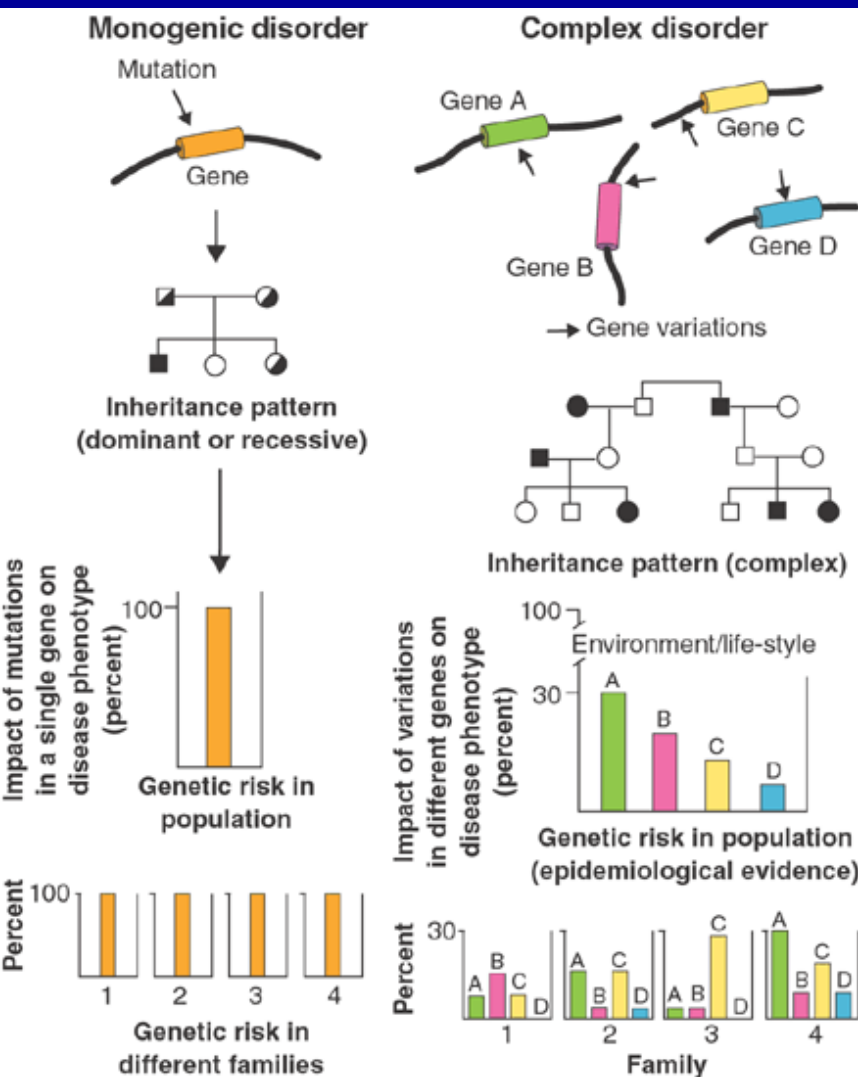 Monogenic disorder
Mutation
Gene
Inheritance pattern
(dominant or recessive)
Impact of mutations
in a single gene on
disease phenotype
(percent)
100
Genetic risk in
population
Percent
100
1
2
3
4
Genetic risk in
different families
Complex disorder
Gene A
Gene C
Gene B
Gene D
Gene variations
Inheritance pattern (complex)
Impact of variations
in different genes on
disease phenotype
(percent)
100
Environment/life-style
30
A
B
C
D
Genetic risk in population
(epidemiological evidence)
Percent
30
A
B
C
D
1
A
B
C
D
2
A
B
C
D
3
A
B
C
D
4
Family